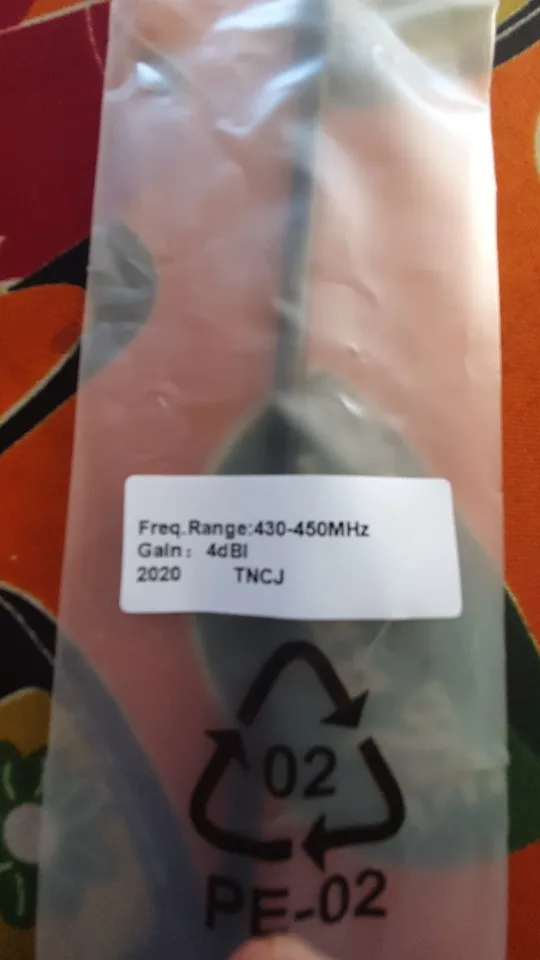 Freq.Range:430-450MHz
Gain： 4dBI
2020 TNCJ
02
PE-02